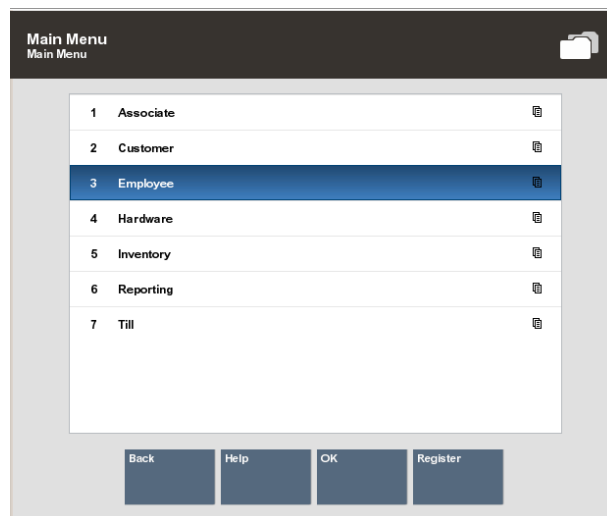 Main Menu
Main Menu
1 Associate
2 Customer
3 Employee
4 Hardware
5 Inventory
6 Reporting
7 Till
Back Help OK Register